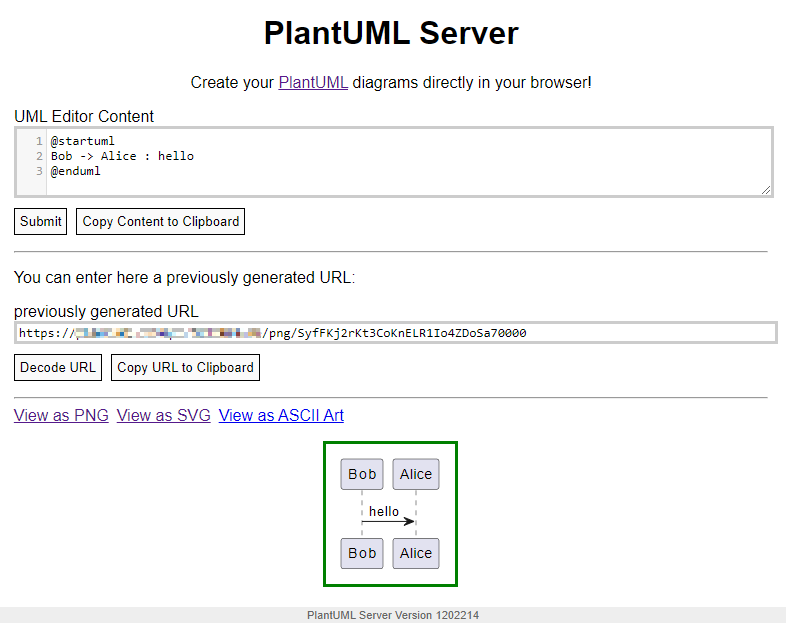 PlantUML Server
Create your PlantUML diagrams directly in your browser!
UML Editor Content
1 @startuml
2 Bob -> Alice : hello
3 @enduml
Submit Copy Content to Clipboard
You can enter here a previously generated URL:
previously generated URL
https:// /png/SyfFKj2rKt3CoKnELR1Io4ZDoSa70000
Decode URL Copy URL to Clipboard
View as PNG View as SVG View as ASCII Art
Bob Alice
hello
Bob Alice
PlantUML Server Version 1202214